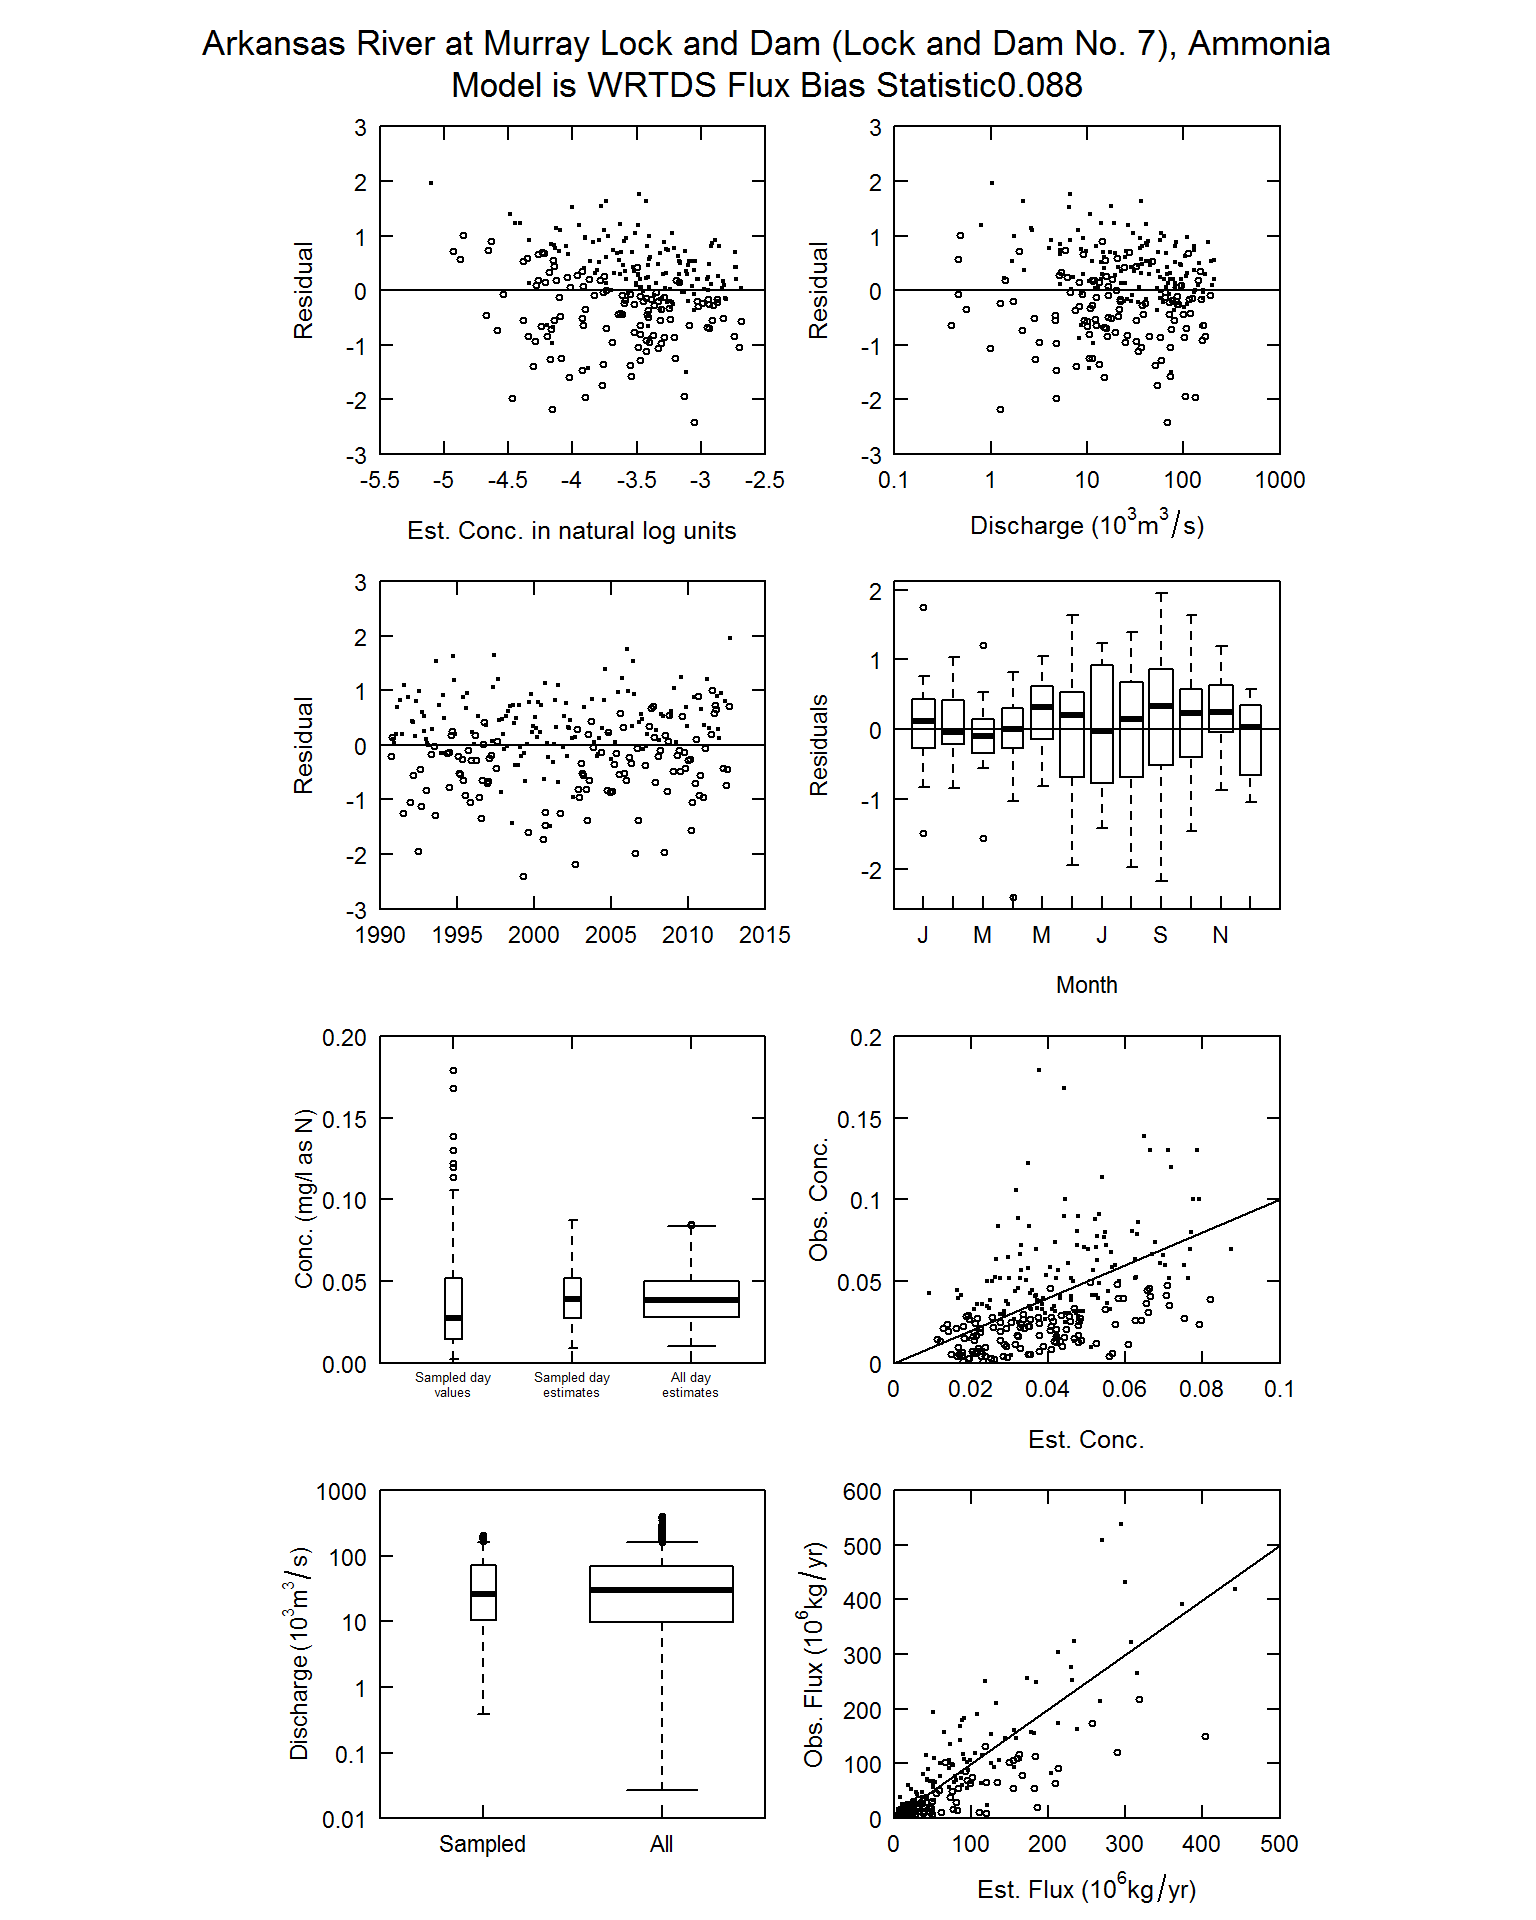 Arkansas River at Murray Lock and Dam (Lock and Dam No. 7), Ammonia
Model is WRTDS Flux Bias Statistic0.088
3
2
1
0
-1
-2
-3
Residual
-5.5 -5 -4.5 -4 -3.5 -3 -2.5
Est. Conc. in natural log units
3
2
1
0
-1
-2
-3
Residual
0.1 1 10 100 1000
Discharge (10³m³/s)
3
2
1
0
-1
-2
-3
Residual
1990 1995 2000 2005 2010 2015
2
1
0
-1
-2
Residuals
J M M J S N
Month
0.20
0.15
0.10
0.05
0.00
Conc. (mg/l as N)
Sampled day values
Sampled day estimates
All day estimates
0.2
0.15
0.1
0.05
0
Obs. Conc.
0 0.02 0.04 0.06 0.08 0.1
Est. Conc.
1000
100
10
1
0.1
0.01
Discharge (10³m³/s)
Sampled All
600
500
400
300
200
100
0
Obs. Flux (10⁶kg/yr)
0 100 200 300 400 500
Est. Flux (10⁶kg/yr)